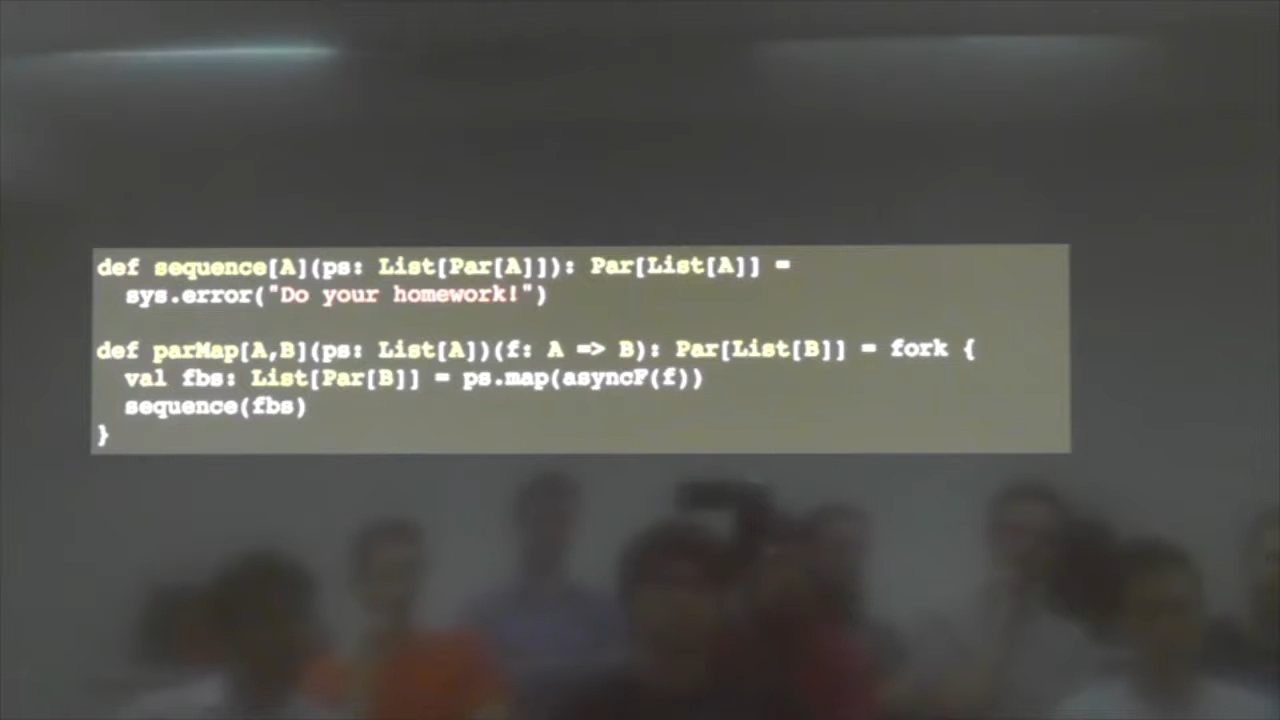 def sequence[A](ps: List[Par[A]]): Par[List[A]] =
  sys.error("Do your homework!")
def parMap[A,B](ps: List[A])(f: A => B): Par[List[B]] = fork {
  val fbs: List[Par[B]] = ps.map(asyncF(f))
  sequence(fbs)
}